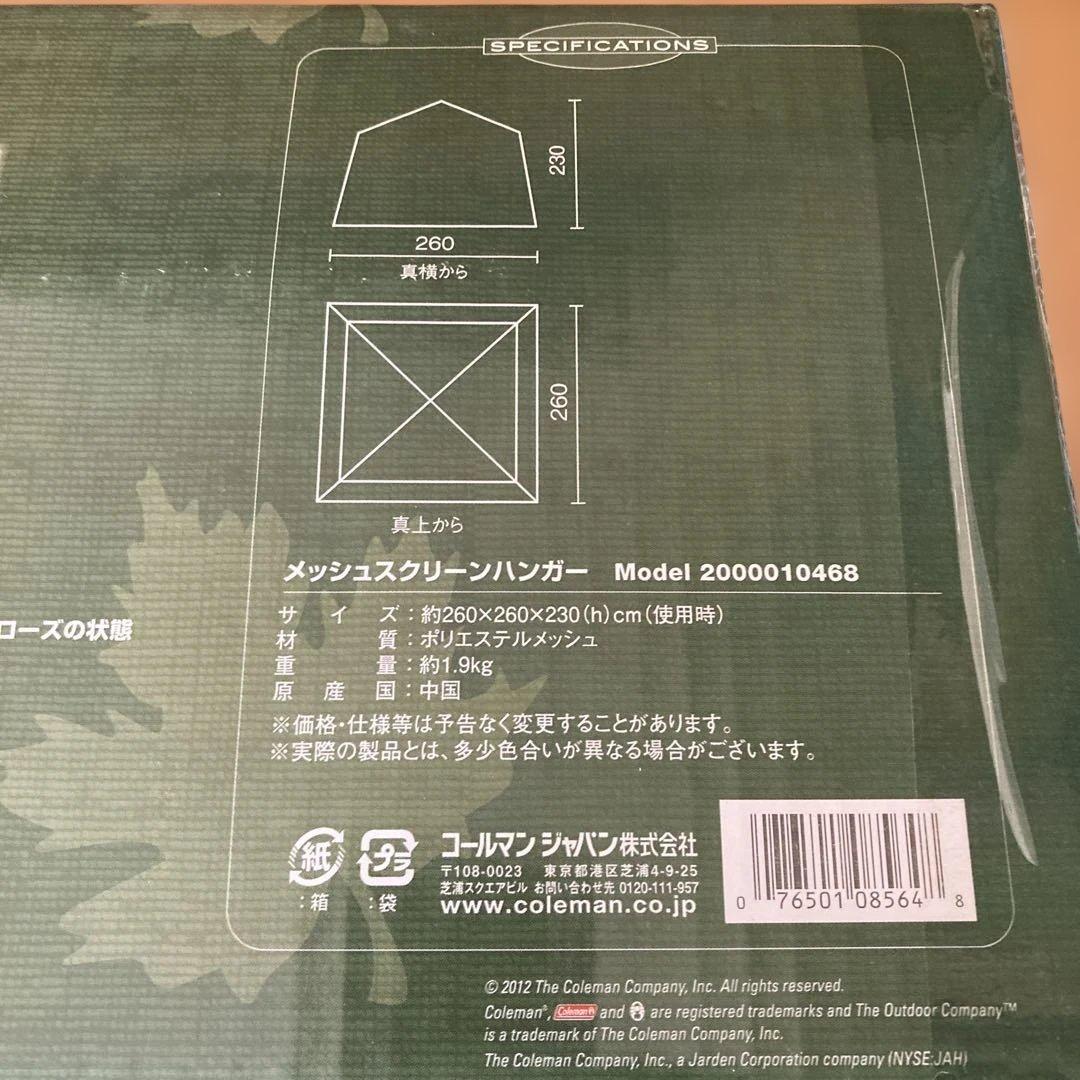 SPECIFICATIONS
230
260
真横から
260
真上から
メッシュスクリーンハンガー Model 2000010468
ローズの状態
サイズ：約260×260×230(h)cm(使用時)
材質：ポリエステルメッシュ
重量：約1.9kg
原産国：中国
※価格・仕様等は予告なく変更することがあります。
※実際の製品とは、多少色合いが異なる場合がございます。
紙
：箱
プラ
：袋
コールマン ジャパン株式会社
〒108-0023 東京都港区芝浦4-9-25
芝浦スクエアビル お問い合わせ先 0120-111-957
www.coleman.co.jp
0 76501 08564 8
© 2012 The Coleman Company, Inc. All rights reserved.
Coleman®, Coleman® and are registered trademarks and The Outdoor Company™
is a trademark of The Coleman Company, Inc.
The Coleman Company, Inc., a Jarden Corporation company (NYSE:JAH)